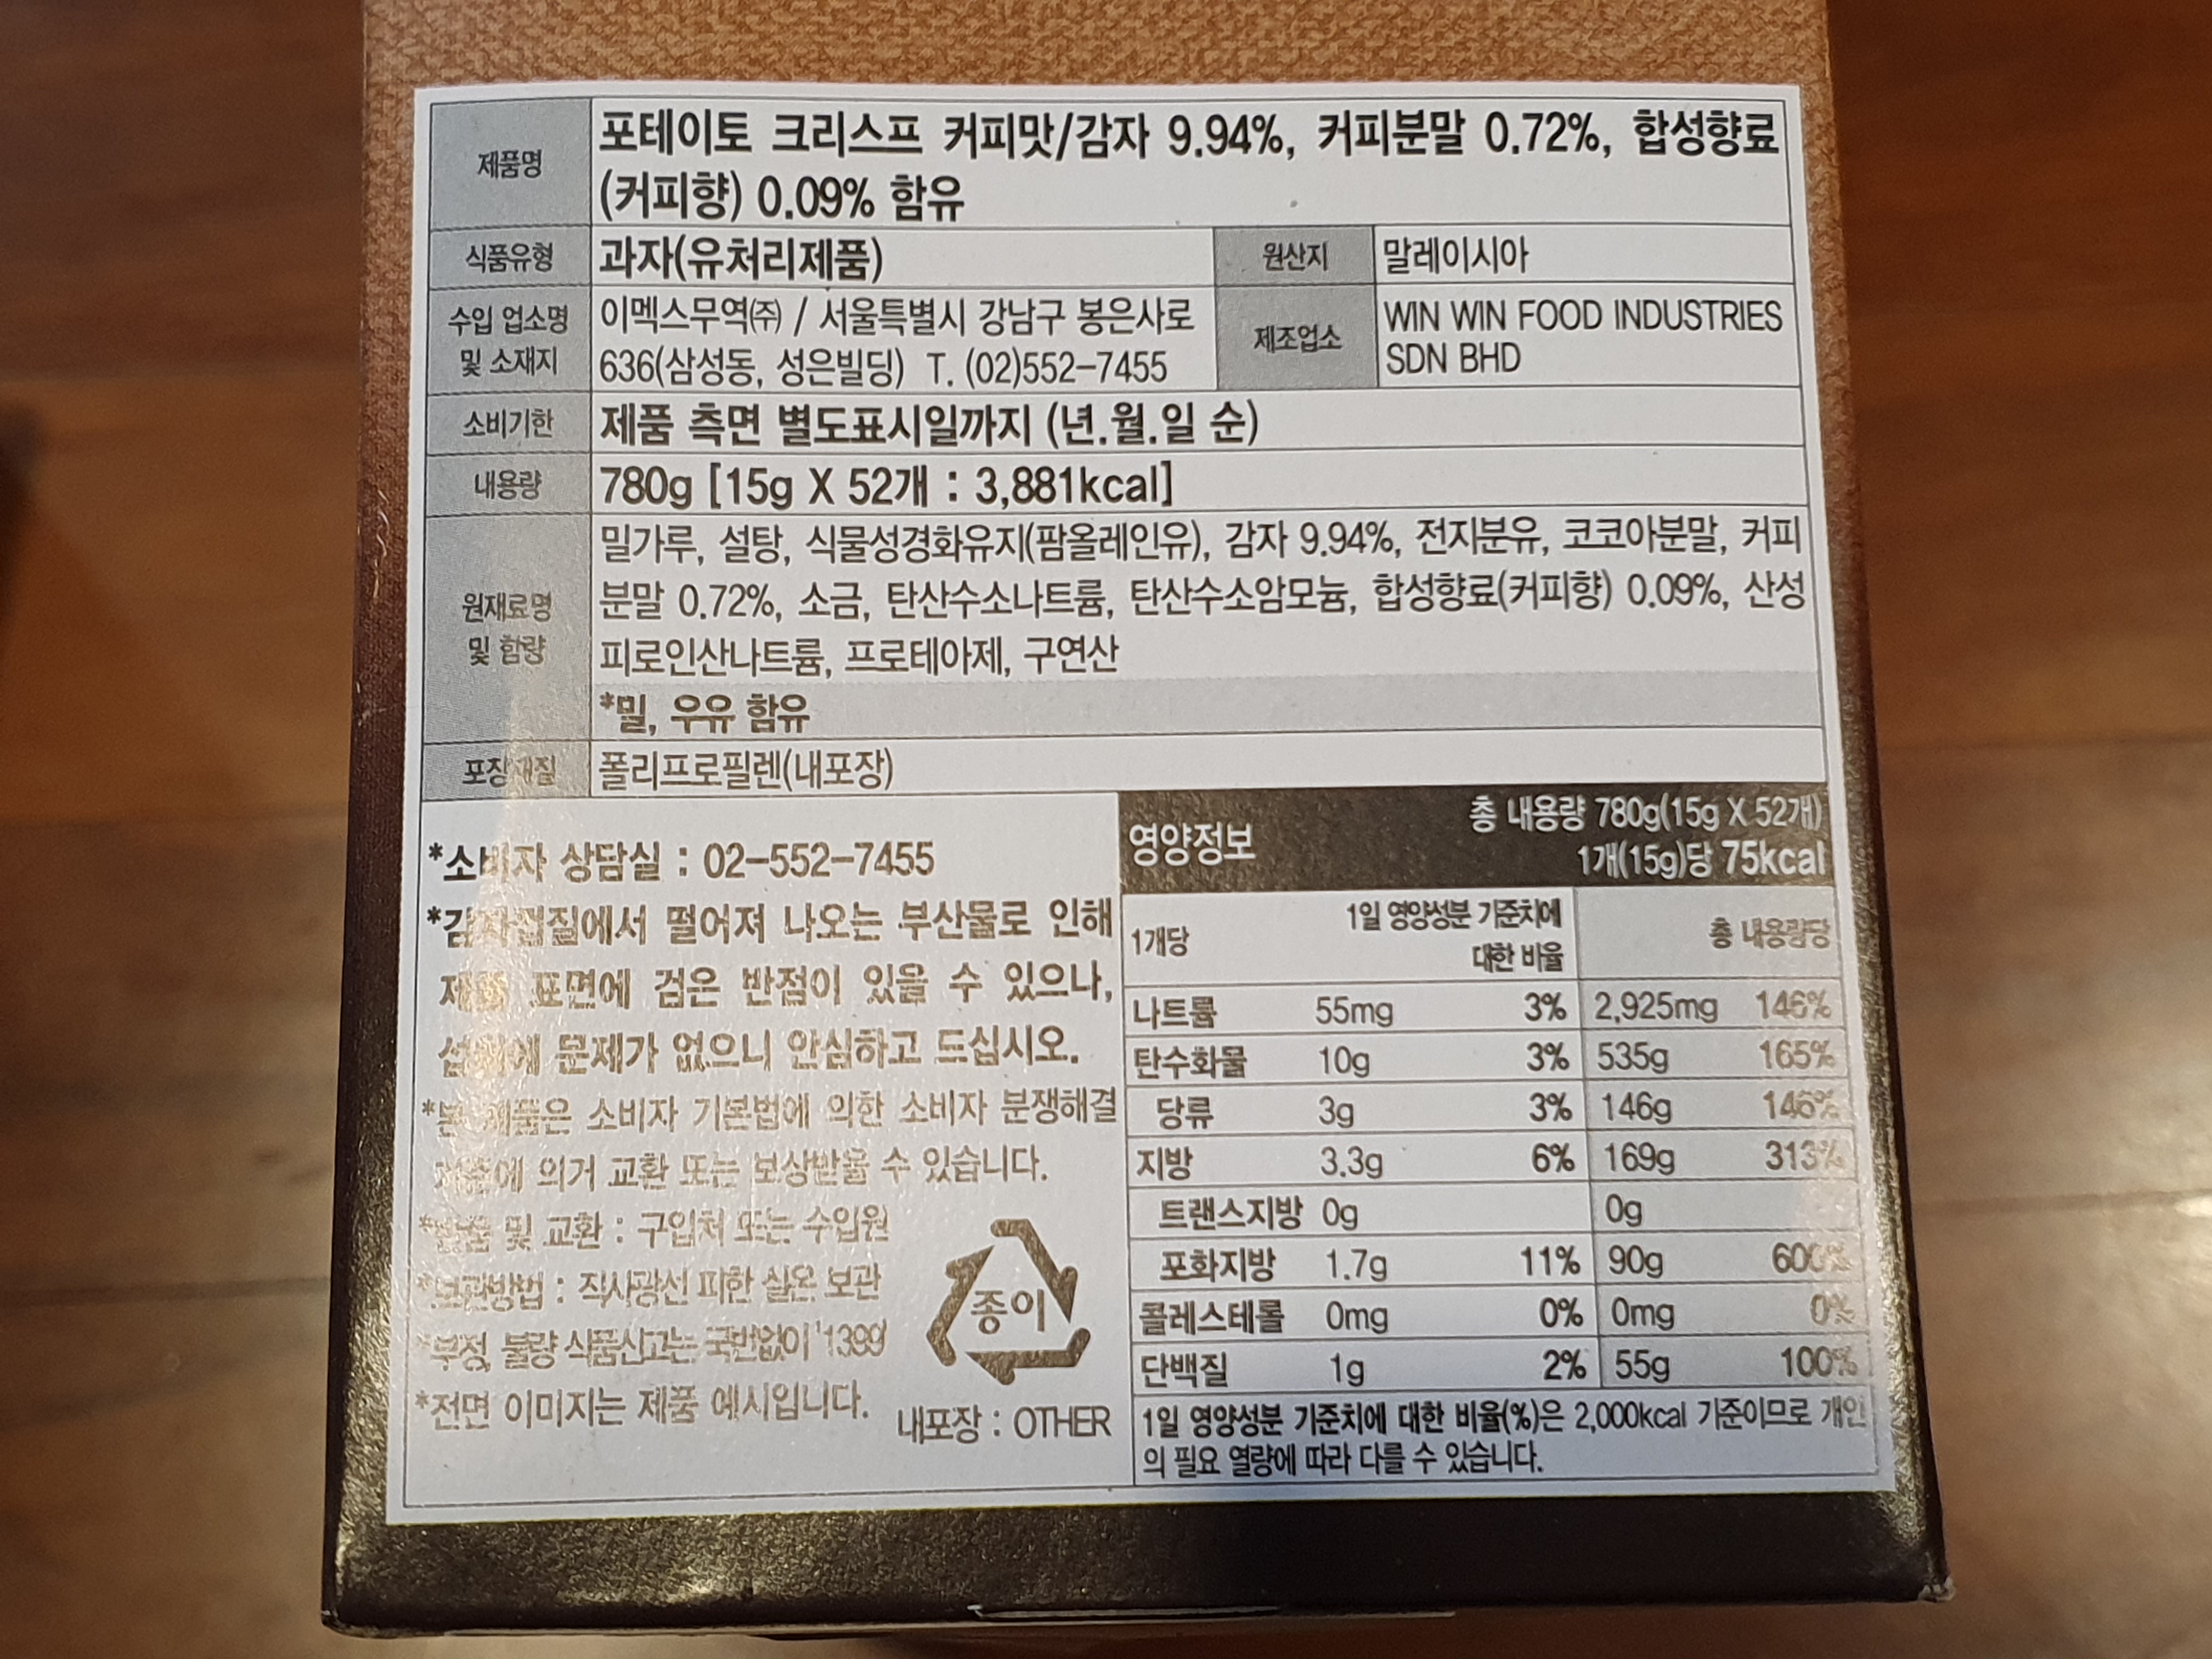 제품명
포테이토 크리스프 커피맛/감자 9.94%, 커피분말 0.72%, 합성향료
(커피향) 0.09% 함유
식품유형
과자(유처리제품)
원산지
말레이시아
수입 업소명
및 소재지
이멕스무역㈜ / 서울특별시 강남구 봉은사로
636(삼성동, 성은빌딩) T. (02)552-7455
제조업소
WIN WIN FOOD INDUSTRIES
SDN BHD
소비기한
제품 측면 별도표시일까지 (년.월.일 순)
내용량
780g [15g X 52개 : 3,881kcal]
원재료명
및 함량
밀가루, 설탕, 식물성경화유지(팜올레인유), 감자 9.94%, 전지분유, 코코아분말, 커피
분말 0.72%, 소금, 탄산수소나트륨, 탄산수소암모늄, 합성향료(커피향) 0.09%, 산성
피로인산나트륨, 프로테아제, 구연산
*밀, 우유 함유
포장재질
폴리프로필렌(내포장)
*소비자 상담실 : 02-552-7455
*감자껍질에서 떨어져 나오는 부산물로 인해
제품 표면에 검은 반점이 있을 수 있으나,
섭취에 문제가 없으니 안심하고 드십시오.
*본 제품은 소비자 기본법에 의한 소비자 분쟁해결
기준에 의거 교환 또는 보상받을 수 있습니다.
*반품 및 교환 : 구입처 또는 수입원
*보관방법 : 직사광선 피한 실온 보관
*부정, 불량 식품신고는 국번없이 '1399'
*전면 이미지는 제품 예시입니다.
종이
내포장 : OTHER
영양정보
총 내용량 780g(15g X 52개)
1개(15g)당 75kcal
1개당
1일 영양성분 기준치에
대한 비율
총 내용량당
나트륨 55mg 3% 2,925mg 146%
탄수화물 10g 3% 535g 165%
당류 3g 3% 146g 146%
지방 3.3g 6% 169g 313%
트랜스지방 0g 0g
포화지방 1.7g 11% 90g 600%
콜레스테롤 0mg 0% 0mg 0%
단백질 1g 2% 55g 100%
1일 영양성분 기준치에 대한 비율(%)은 2,000kcal 기준이므로 개인
의 필요 열량에 따라 다를 수 있습니다.